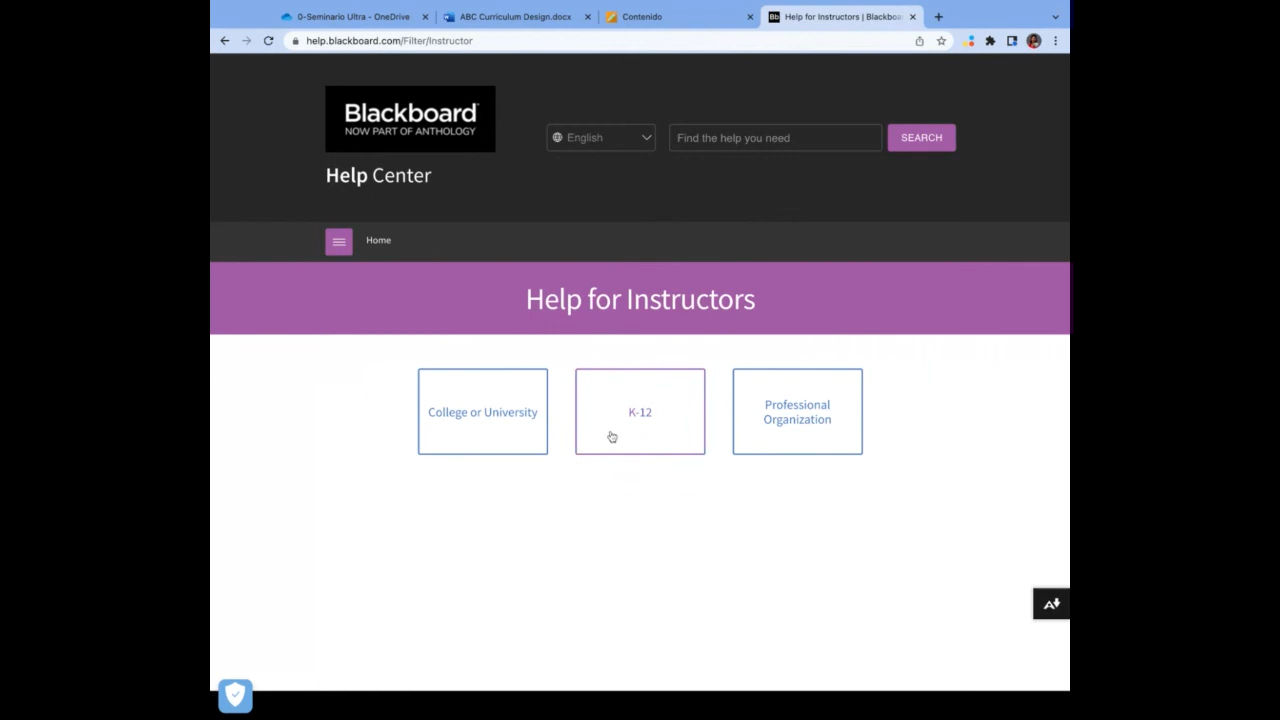 0-Seminario Ultra - OneDrive
ABC Curriculum Design.docx
Contenido
Help for Instructors | Blackboa
help.blackboard.com/Filter/Instructor
Blackboard
NOW PART OF ANTHOLOGY
English
Find the help you need
SEARCH
Help Center
Home
Help for Instructors
College or University
K-12
Professional
Organization